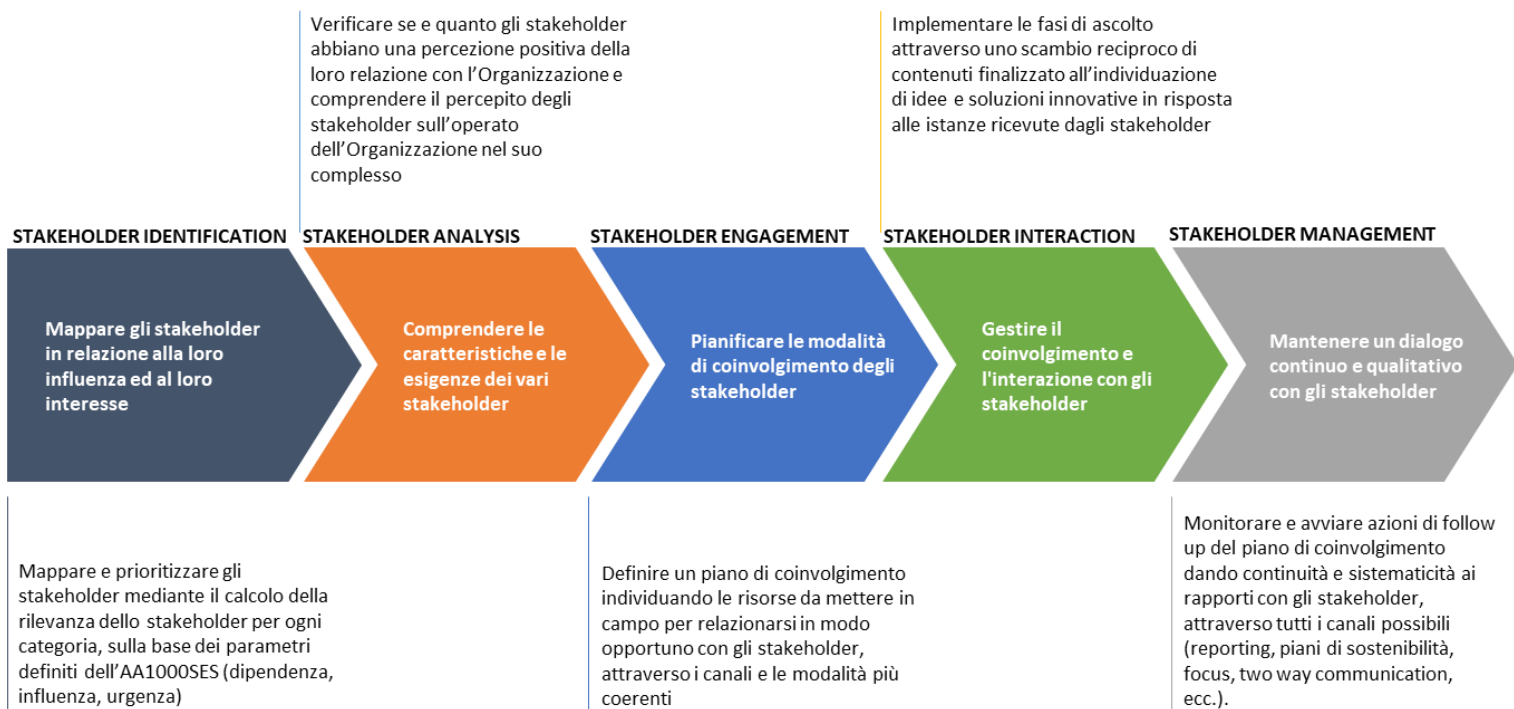 Verificare se e quanto gli stakeholder
abbiano una percezione positiva della
loro relazione con l'Organizzazione e
comprendere il percepito degli
stakeholder sull'operato
dell'Organizzazione nel suo
complesso
Implementare le fasi di ascolto
attraverso uno scambio reciproco di
contenuti finalizzato all'individuazione
di idee e soluzioni innovative in risposta
alle istanze ricevute dagli stakeholder
STAKEHOLDER IDENTIFICATION
Mappare gli stakeholder
in relazione alla loro
influenza ed al loro
interesse
STAKEHOLDER ANALYSIS
Comprendere le
caratteristiche e le
esigenze dei vari
stakeholder
STAKEHOLDER ENGAGEMENT
Pianificare le modalità
di coinvolgimento degli
stakeholder
STAKEHOLDER INTERACTION
Gestire il
coinvolgimento e
l'interazione con gli
stakeholder
STAKEHOLDER MANAGEMENT
Mantenere un dialogo
continuo e qualitativo
con gli stakeholder
Mappare e prioritizzare gli
stakeholder mediante il calcolo della
rilevanza dello stakeholder per ogni
categoria, sulla base dei parametri
definiti dell'AA1000SES (dipendenza,
influenza, urgenza)
Definire un piano di coinvolgimento
individuando le risorse da mettere in
campo per relazionarsi in modo
opportuno con gli stakeholder,
attraverso i canali e le modalità più
coerenti
Monitorare e avviare azioni di follow
up del piano di coinvolgimento
dando continuità e sistematicità ai
rapporti con gli stakeholder,
attraverso tutti i canali possibili
(reporting, piani di sostenibilità,
focus, two way communication,
ecc.).